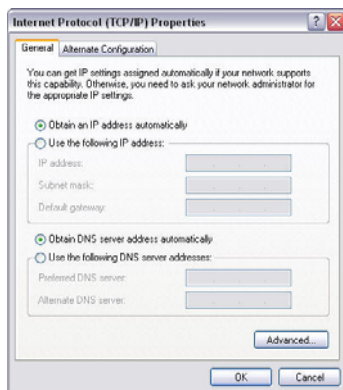 Internet Protocol (TCP/IP) Properties
General
Alternate Configuration
You can get IP settings assigned automatically if your network supports
this capability. Otherwise, you need to ask your network administrator for
the appropriate IP settings.
Obtain an IP address automatically
Use the following IP address:
IP address:
Subnet mask:
Default gateway:
Obtain DNS server address automatically
Use the following DNS server addresses:
Preferred DNS server:
Alternate DNS server:
Advanced...
OK
Cancel